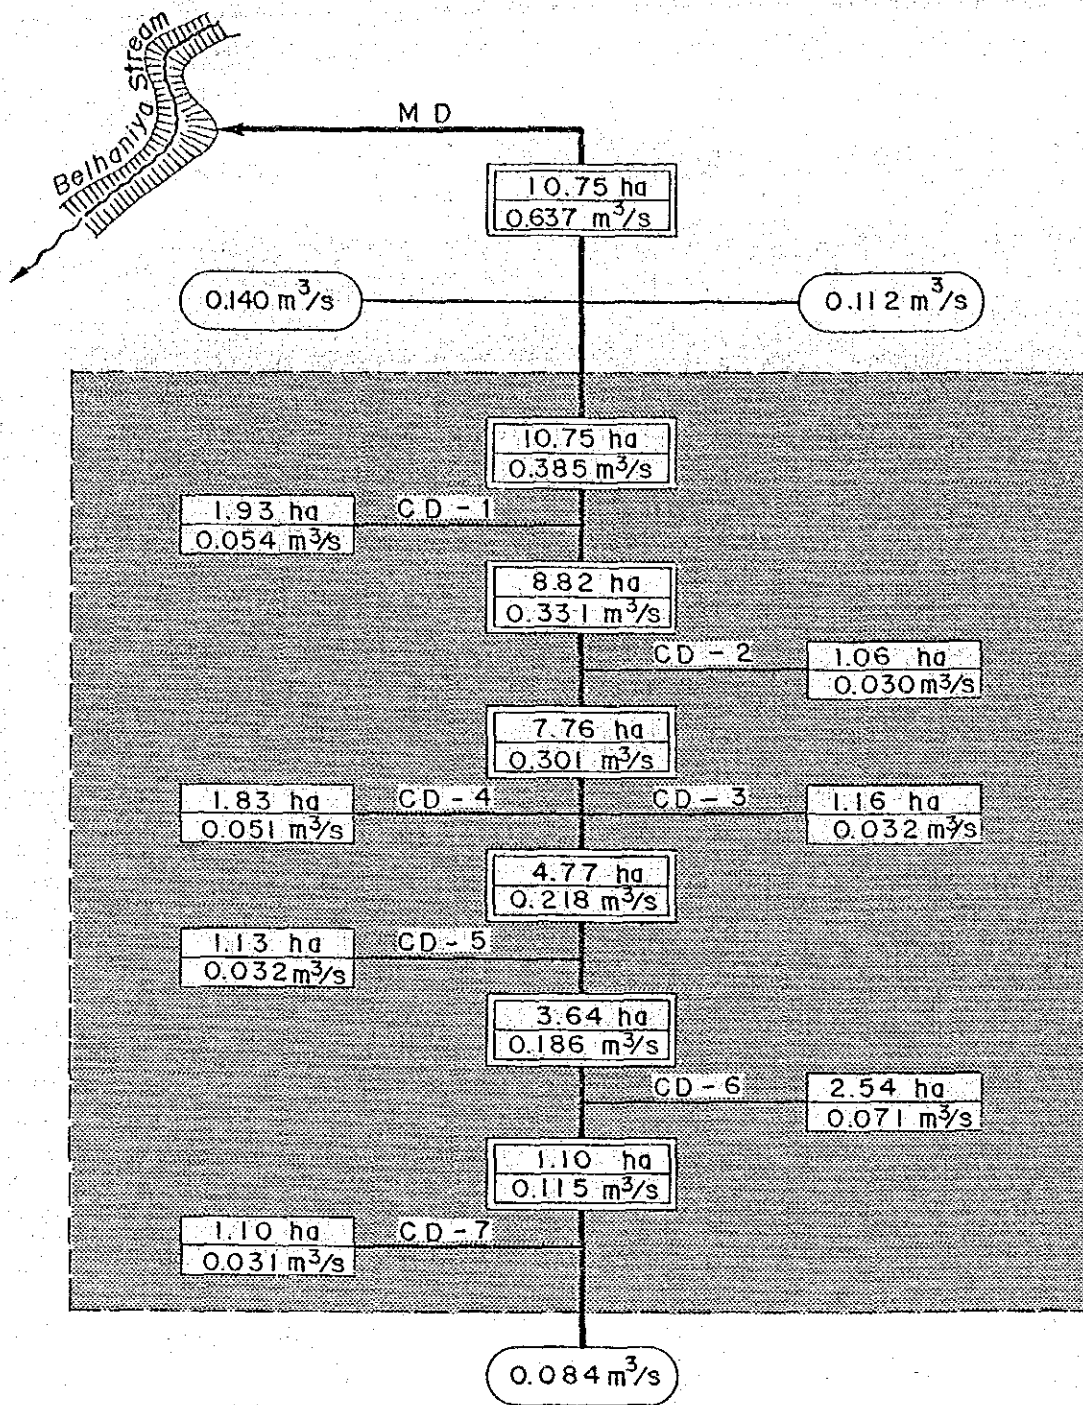 Belhaniya Stream
M D
10.75 ha
0.637 m³/s
0.140 m³/s
0.112 m³/s
10.75 ha
0.385 m³/s
1.93 ha
0.054 m³/s
CD-1
8.82 ha
0.331 m³/s
CD-2
1.06 ha
0.030 m³/s
7.76 ha
0.301 m³/s
1.83 ha
0.051 m³/s
CD-4
CD-3
1.16 ha
0.032 m³/s
4.77 ha
0.218 m³/s
1.13 ha
0.032 m³/s
CD-5
3.64 ha
0.186 m³/s
CD-6
2.54 ha
0.071 m³/s
1.10 ha
0.115 m³/s
1.10 ha
0.031 m³/s
CD-7
0.084 m³/s